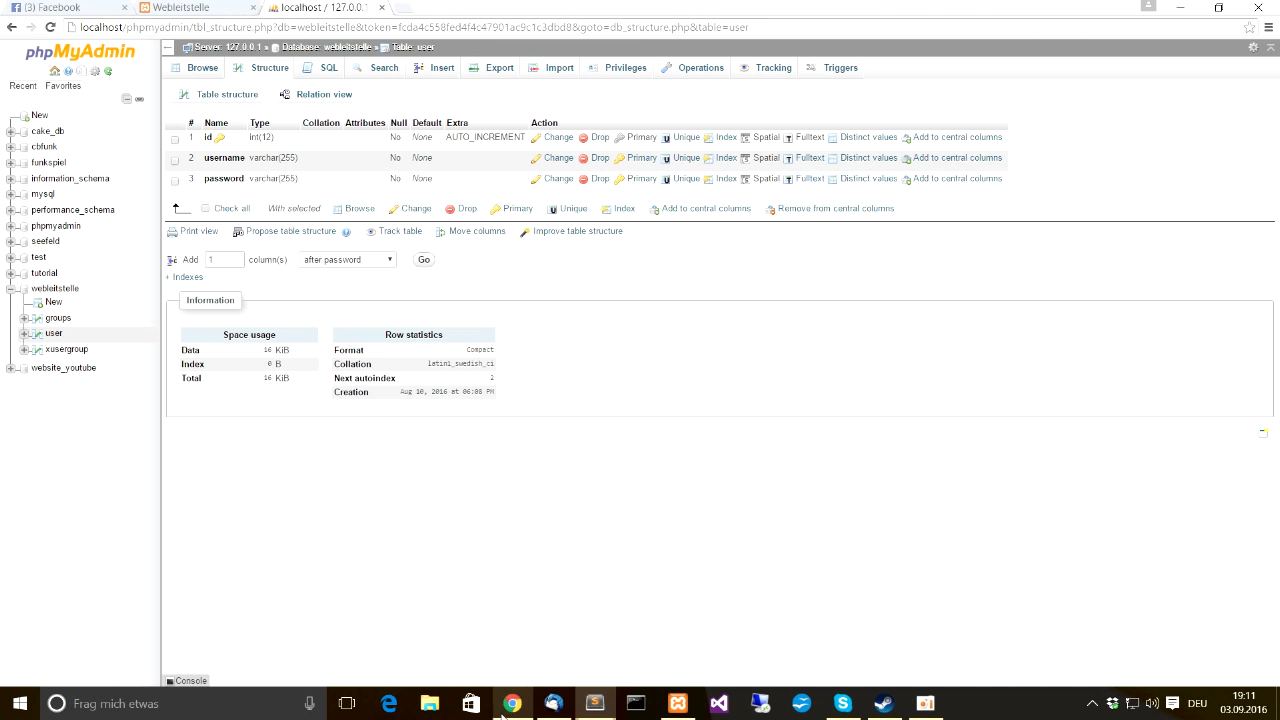 (3) Facebook × Webleitstelle × localhost / 127.0.0.1 ×
localhost/phpmyadmin/tbl_structure.php?db=webleitstelle&token=fcda4c558fed4f4c47901ac9c1c3dbd8&goto=db_structure.php&table=user
phpMyAdmin
Recent Favorites
New
cake_db
cbfunk
funkspiel
information_schema
mysql
performance_schema
phpmyadmin
seefeld
test
tutorial
webleitstelle
New
groups
user
xusergroup
website_youtube
Server: 127.0.0.1 » Database: webleitstelle » Table: user
Browse Structure SQL Search Insert Export Import Privileges Operations Tracking Triggers
Table structure Relation view
# Name Type Collation Attributes Null Default Extra Action
1 id int(12) No None AUTO_INCREMENT Change Drop Primary Unique Index Spatial Fulltext Distinct values Add to central columns
2 username varchar(255) No None Change Drop Primary Unique Index Spatial Fulltext Distinct values Add to central columns
3 password varchar(255) No None Change Drop Primary Unique Index Spatial Fulltext Distinct values Add to central columns
Check all With selected Browse Change Drop Primary Unique Index Add to central columns Remove from central columns
Print view Propose table structure Track table Move columns Improve table structure
Add 1 column(s) after password Go
+ Indexes
Information
Space usage
Data 16 KiB
Index 0 B
Total 16 KiB
Row statistics
Format Compact
Collation latin1_swedish_ci
Next autoindex 2
Creation Aug 10, 2016 at 06:08 PM
Console
Frag mich etwas
DEU
19:11
03.09.2016